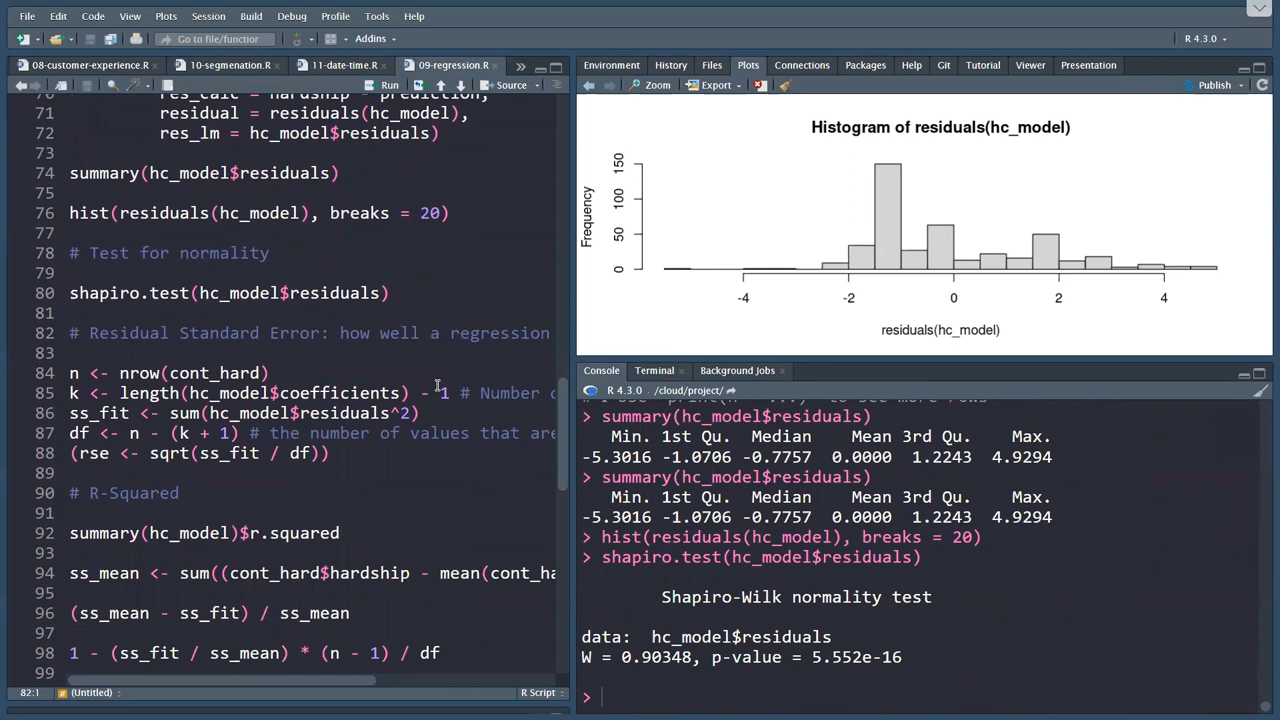 File Edit Code View Plots Session Build Debug Profile Tools Help
Go to file/function Addins R 4.3.0
08-customer-experience.R 10-segmenation.R 11-date-time.R 09-regression.R
Run Source
70 res_calc = hardship - prediction,
71 residual = residuals(hc_model),
72 res_lm = hc_model$residuals)
73
74 summary(hc_model$residuals)
75
76 hist(residuals(hc_model), breaks = 20)
77
78 # Test for normality
79
80 shapiro.test(hc_model$residuals)
81
82 # Residual Standard Error: how well a regression
83
84 n <- nrow(cont_hard)
85 k <- length(hc_model$coefficients) - 1 # Number
86 ss_fit <- sum(hc_model$residuals^2)
87 df <- n - (k + 1) # the number of values that are
88 (rse <- sqrt(ss_fit / df))
89
90 # R-Squared
91
92 summary(hc_model)$r.squared
93
94 ss_mean <- sum((cont_hard$hardship - mean(cont_ha
95
96 (ss_mean - ss_fit) / ss_mean
97
98 1 - (ss_fit / ss_mean) * (n - 1) / df
99
82:1 # (Untitled) R Script
Environment History Files Plots Connections Packages Help Git Tutorial Viewer Presentation
Zoom Export Publish
Histogram of residuals(hc_model)
Frequency
150
100
50
0
-4 -2 0 2 4
residuals(hc_model)
Console Terminal Background Jobs
R 4.3.0 · /cloud/project/
> summary(hc_model$residuals)
Min. 1st Qu. Median Mean 3rd Qu. Max.
-5.3016 -1.0706 -0.7757 0.0000 1.2243 4.9294
> summary(hc_model$residuals)
Min. 1st Qu. Median Mean 3rd Qu. Max.
-5.3016 -1.0706 -0.7757 0.0000 1.2243 4.9294
> hist(residuals(hc_model), breaks = 20)
> shapiro.test(hc_model$residuals)
Shapiro-Wilk normality test
data: hc_model$residuals
W = 0.90348, p-value = 5.552e-16
>